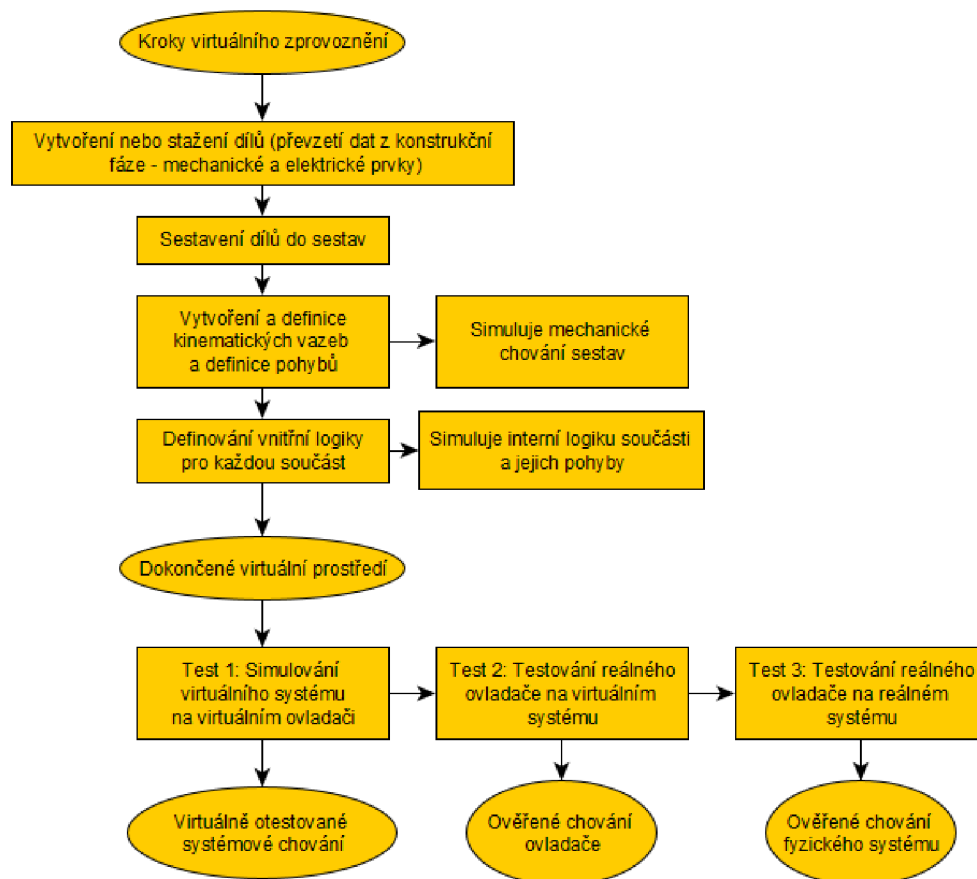 Kroky virtuálního zprovoznění
Vytvoření nebo stažení dílů (převzetí dat z konstrukční
fáze - mechanické a elektrické prvky)
Sestavení dílů do sestav
Vytvoření a definice
kinematických vazeb
a definice pohybů
Simuluje mechanické
chování sestav
Definování vnitřní logiky
pro každou součást
Simuluje interní logiku součásti
a jejich pohyby
Dokončené virtuální prostředí
Test 1: Simulování
virtuálního systému
na virtuálním ovladači
Test 2: Testování reálného
ovladače na virtuálním
systému
Test 3: Testování reálného
ovladače na reálném
systému
Virtuálně otestované
systémové chování
Ověřené chování
ovladače
Ověřené chování
fyzického systému